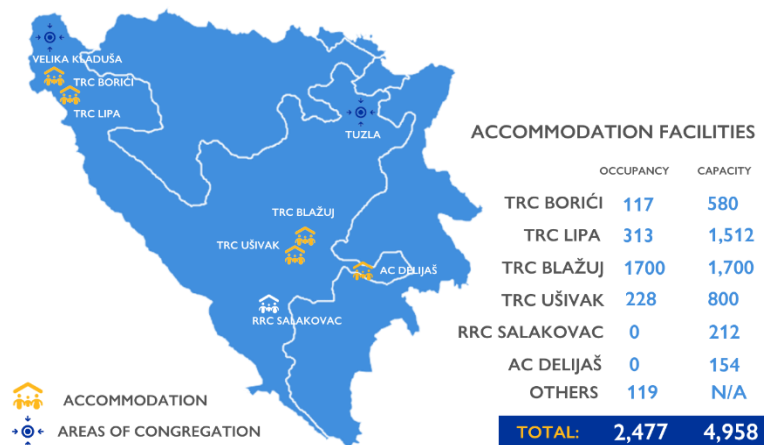 VELIKA KLADUŠA
TRC BORIĆI
TRC LIPA
TUZLA
TRC BLAŽUJ
TRC UŠIVAK
AC DELIJAŠ
RRC SALAKOVAC
ACCOMMODATION
AREAS OF CONGREGATION
ACCOMMODATION FACILITIES
OCCUPANCY CAPACITY
TRC BORIĆI 117 580
TRC LIPA 313 1,512
TRC BLAŽUJ 1700 1,700
TRC UŠIVAK 228 800
RRC SALAKOVAC 0 212
AC DELIJAŠ 0 154
OTHERS 119 N/A
TOTAL: 2,477 4,958